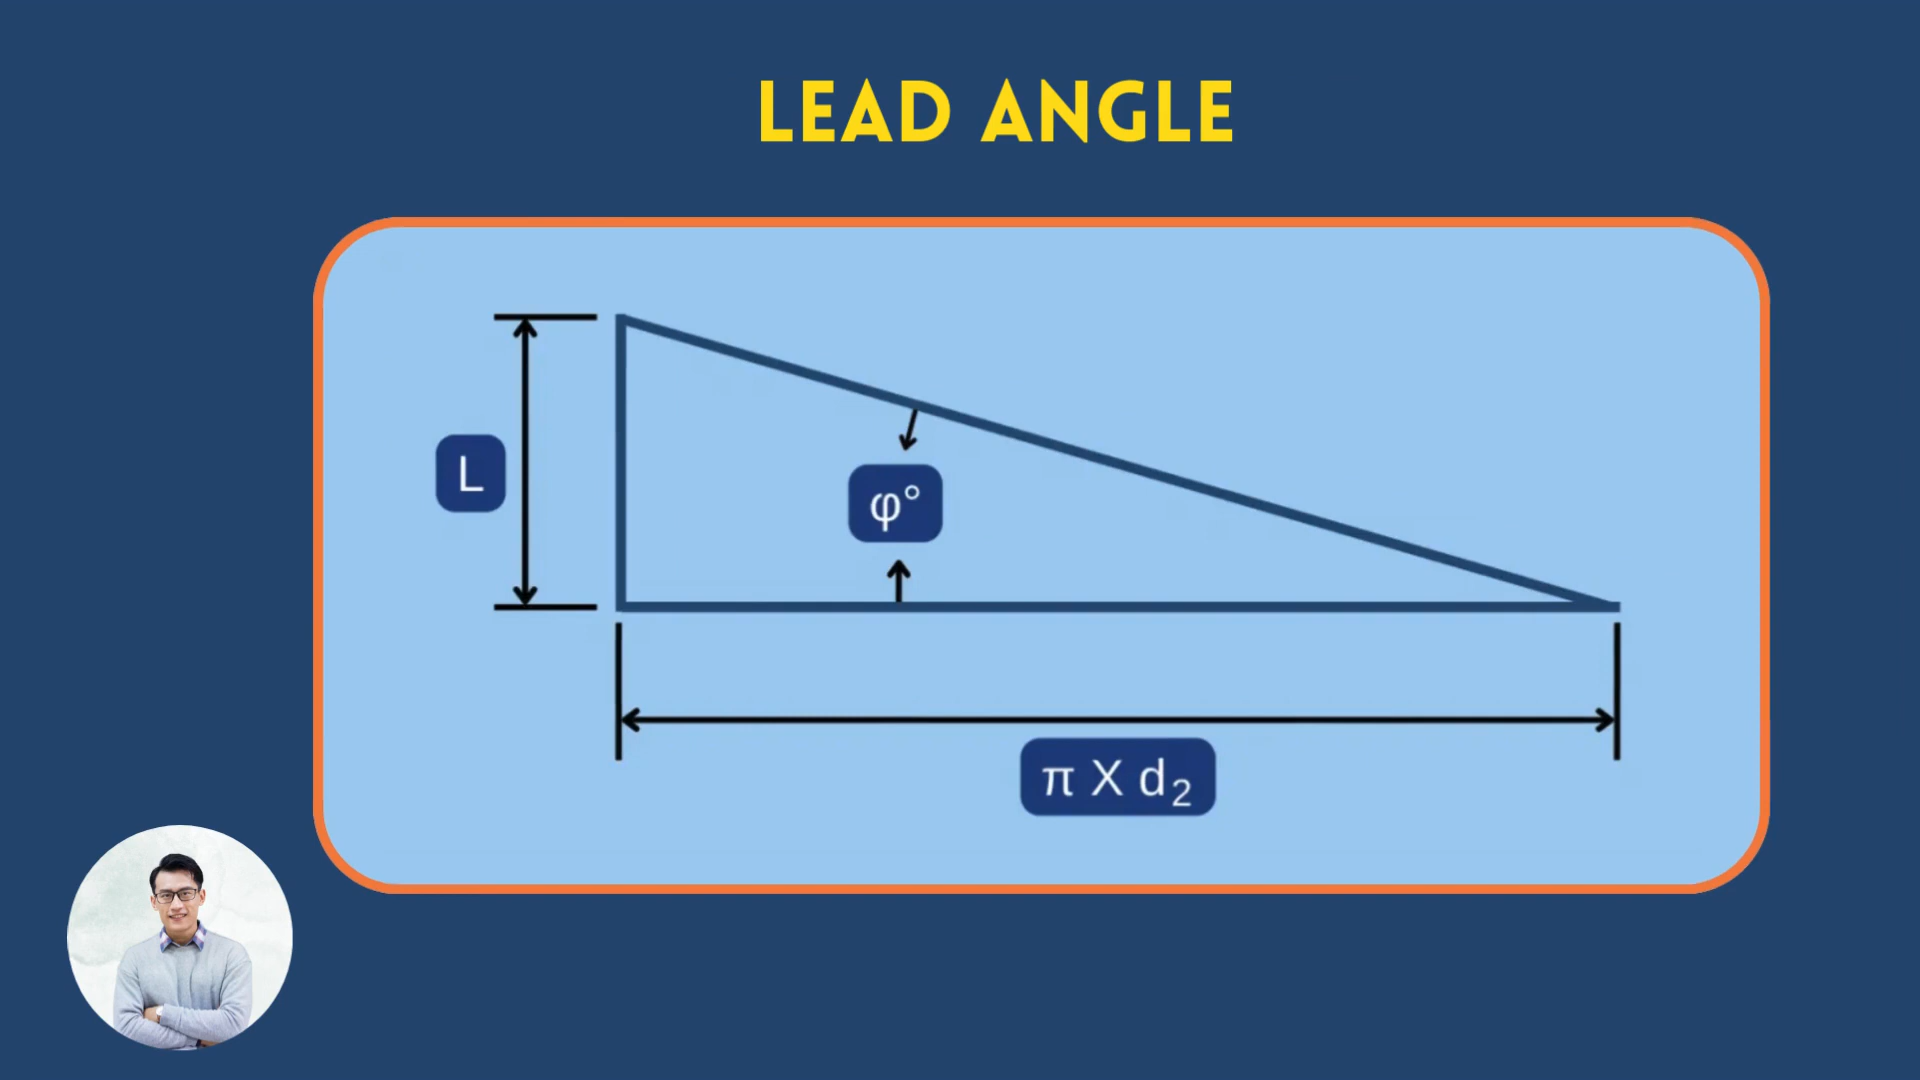 LEAD ANGLE
L
φ°
π X d₂